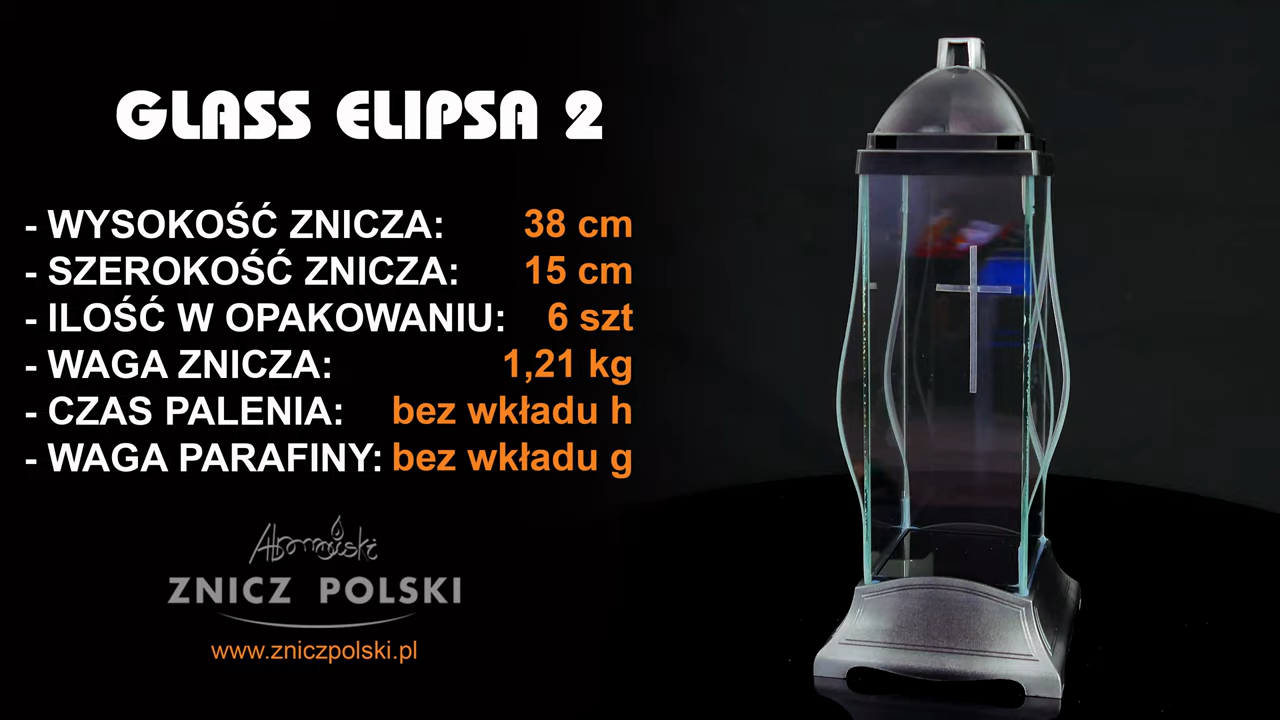 GLASS ELIPSA 2
- WYSOKOŚĆ ZNICZA: 38 cm
- SZEROKOŚĆ ZNICZA: 15 cm
- ILOŚĆ W OPAKOWANIU: 6 szt
- WAGA ZNICZA: 1,21 kg
- CZAS PALENIA: bez wkładu h
- WAGA PARAFINY: bez wkładu g
ZNICZ POLSKI
www.zniczpolski.pl